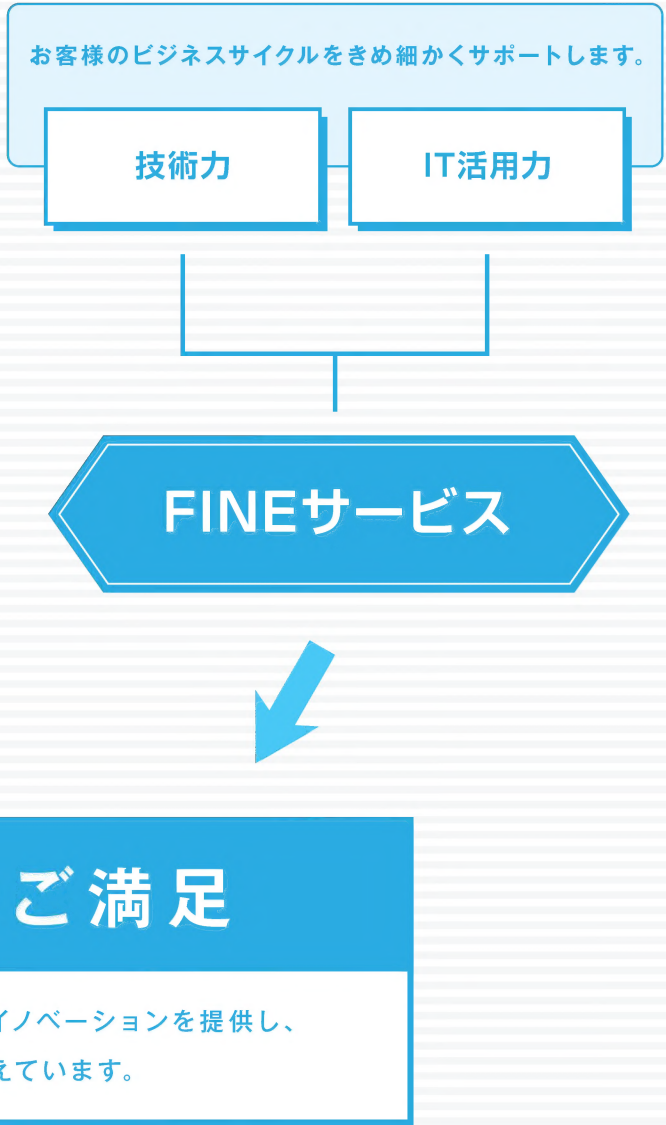 お客様のビジネスサイクルをきめ細かくサポートします。
技術力
IT活用力
FINEサービス
ご満足
イノベーションを提供し、
えています。